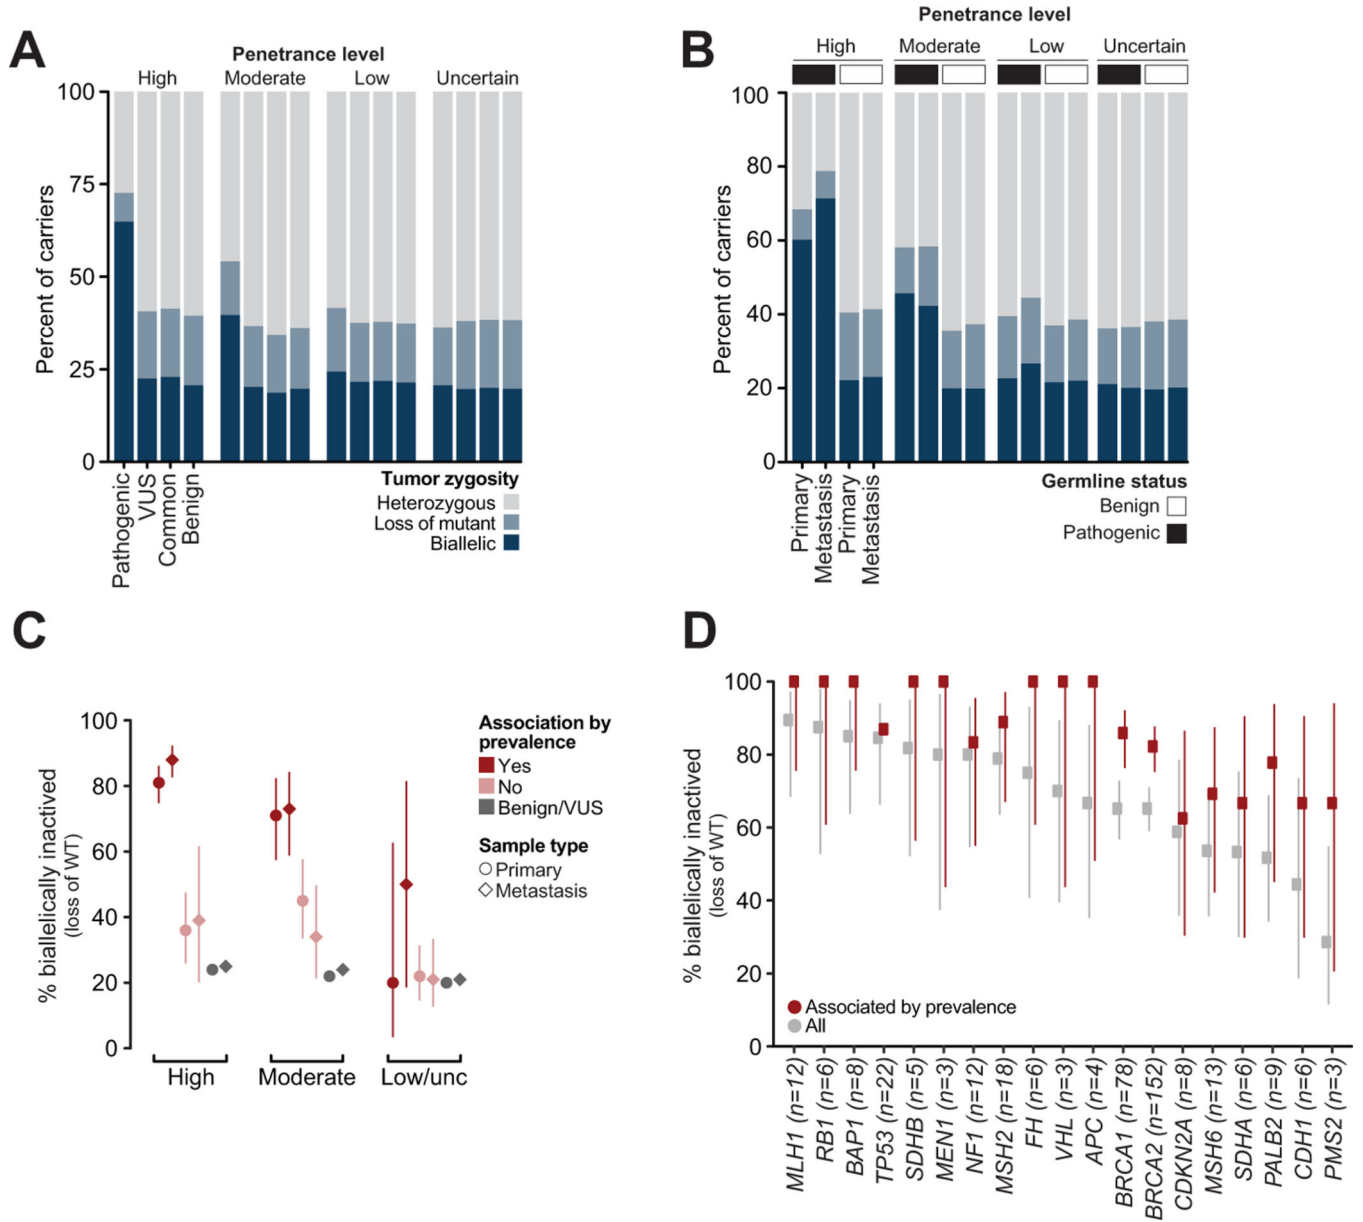 A
Penetrance level
High
Moderate
Low
Uncertain
100
75
50
25
0
Percent of carriers
Pathogenic
VUS
Common
Benign
Tumor zygosity
Heterozygous
Loss of mutant
Biallelic
B
Penetrance level
High
Moderate
Low
Uncertain
100
80
60
40
20
0
Percent of carriers
Primary
Metastasis
Primary
Metastasis
Germline status
Benign
Pathogenic
C
100
80
60
40
20
0
% biallelically inactived
(loss of WT)
High
Moderate
Low/unc
Association by
prevalence
Yes
No
Benign/VUS
Sample type
Primary
Metastasis
D
100
80
60
40
20
0
% biallelically inactived
(loss of WT)
Associated by prevalence
All
MLH1 (n=12)
RB1 (n=6)
BAP1 (n=8)
TP53 (n=22)
SDHB (n=5)
MEN1 (n=3)
NF1 (n=12)
MSH2 (n=18)
FH (n=6)
VHL (n=3)
APC (n=4)
BRCA1 (n=78)
BRCA2 (n=152)
CDKN2A (n=8)
MSH6 (n=13)
SDHA (n=6)
PALB2 (n=9)
CDH1 (n=6)
PMS2 (n=3)